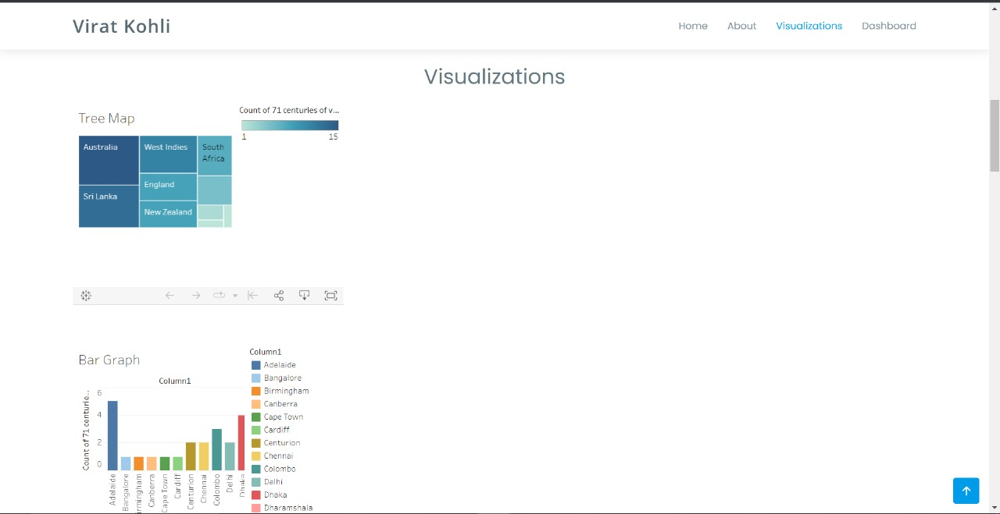 Virat Kohli
Home About Visualizations Dashboard
Visualizations
Tree Map
Count of 71 centuries of v...
1 15
Australia
West Indies
South
Africa
England
Sri Lanka
New Zealand
Bar Graph
Column1
6
4
2
0
Count of 71 centurie...
Adelaide
Bangalore
rmingham
Canberra
Cape Town
Cardiff
Centurion
Chennai
Colombo
Delhi
Dhaka
Column1
Adelaide
Bangalore
Birmingham
Canberra
Cape Town
Cardiff
Centurion
Chennai
Colombo
Delhi
Dhaka
Dharamshala